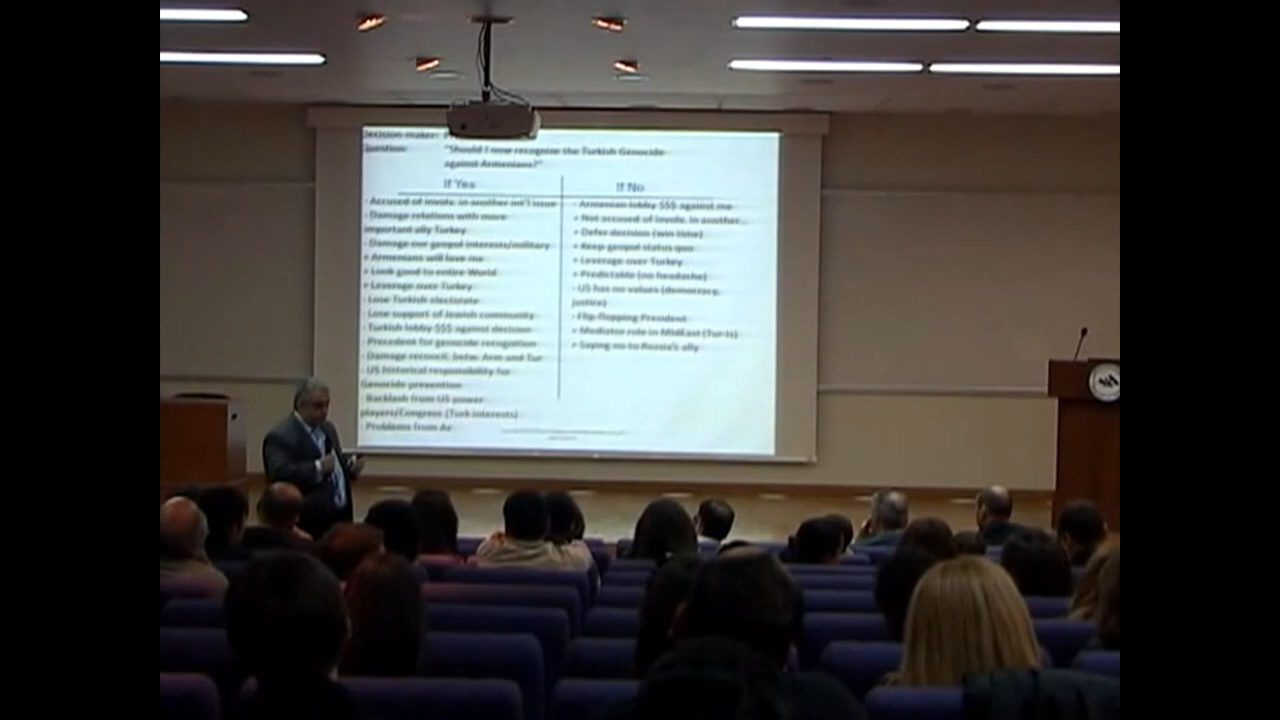 Decision-maker:
Question: "Should I now recognize the Turkish Genocide
against Armenians?"
If Yes
- Accused of involv. in another int'l issue
- Damage relations with more
important ally Turkey
- Damage our geopol interests/military
+ Armenians will love me
+ Look good to entire World
+ Leverage over Turkey
- Lose Turkish electorate
- Lose support of Jewish community
- Turkish lobby $$$ against decision
- Precedent for genocide recognition
- Damage reconcil. betw. Arm and Tur
- US historical responsibility for
Genocide prevention
- Backlash from US power
players/Congress (Turk interests)
- Problems from Az
If No
- Armenian lobby $$$ against me
+ Not accused of involv. in another...
+ Defer decision (win time)
+ Keep geopol status quo
+ Leverage over Turkey
+ Predictable (no headache)
- US has no values (democracy,
justice)
- Flip-flopping President
+ Mediator role in MidEast (Tur-Is)
+ Saying no to Russia's ally